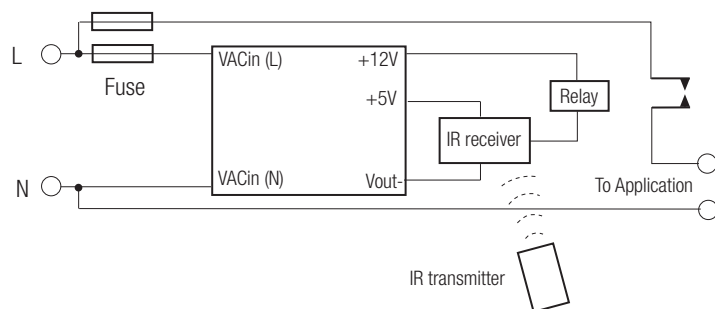 L
Fuse
VACin (L)
+12V
+5V
Relay
IR receiver
N
VACin (N)
Vout-
To Application
IR transmitter